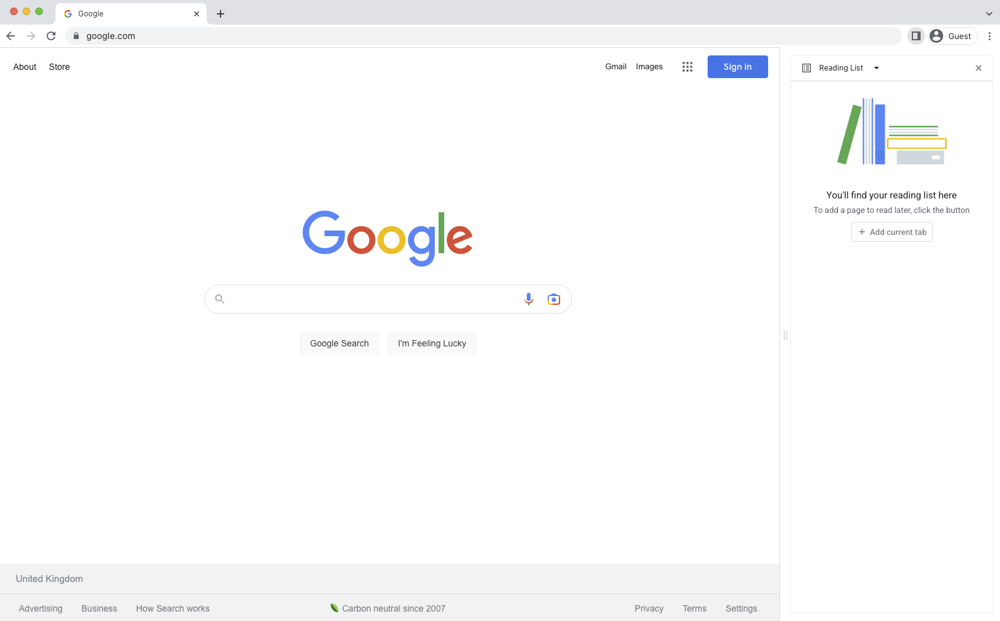 Google
google.com
Guest
About Store
Gmail Images Sign in
Reading List
You'll find your reading list here
To add a page to read later, click the button
Add current tab
Google
Google Search I'm Feeling Lucky
United Kingdom
Advertising Business How Search works Carbon neutral since 2007 Privacy Terms Settings